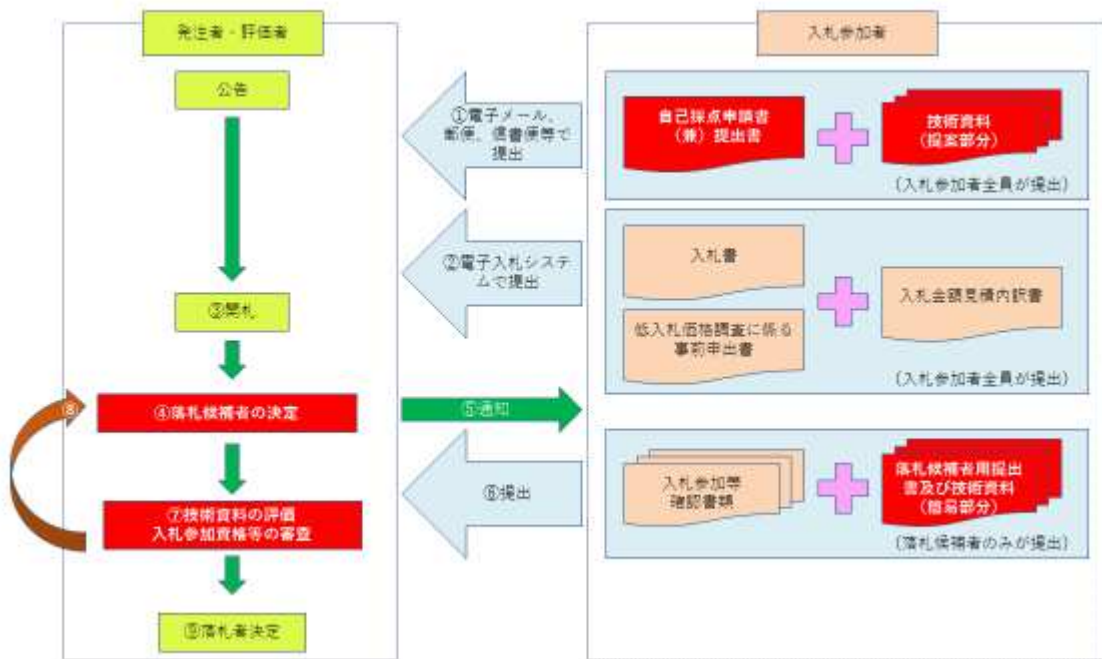 発注者・評価者
入札参加者
公告
①電子メール、
郵便、信書便等で
提出
自己採点申請書
（兼）提出書
技術資料
（提案部分）
（入札参加者全員が提出）
②電子入札システ
ムで提出
入札書
低入札価格調査に係る
事前申出書
入札金額見積内訳書
（入札参加者全員が提出）
③開札
④落札候補者の決定
⑤通知
⑧
⑥提出
入札参加等
確認書類
落札候補者用提出
書及び技術資料
（簡易部分）
（落札候補者のみが提出）
⑦技術資料の評価
入札参加資格等の審査
⑨落札者決定